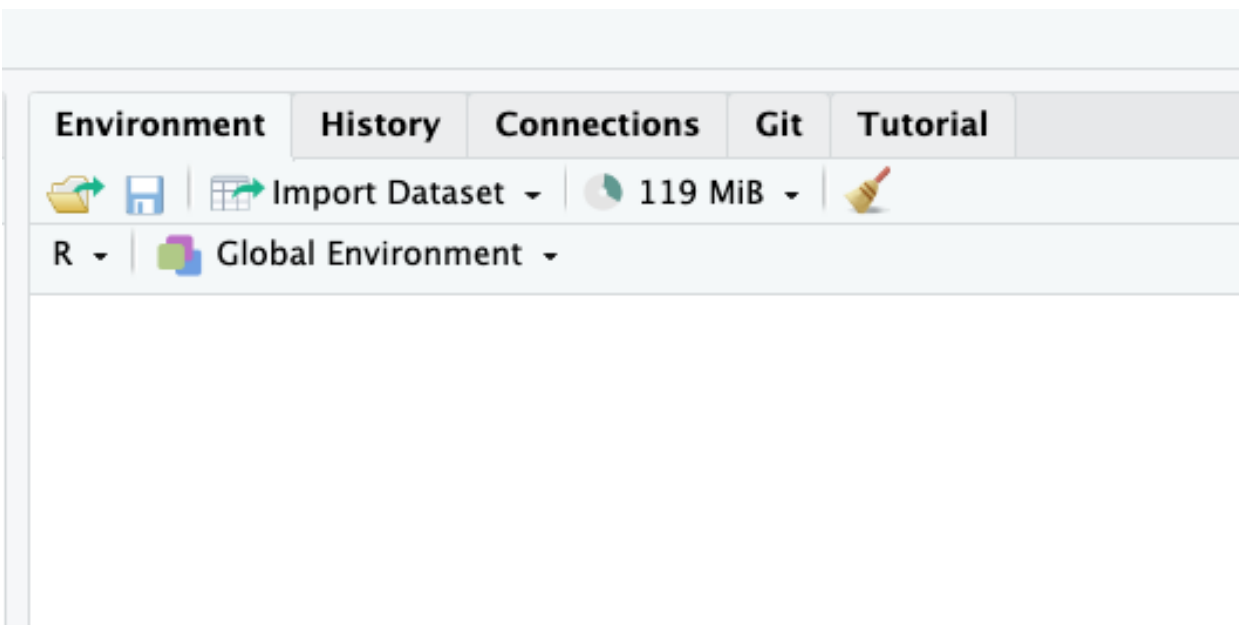 Environment History Connections Git Tutorial
Import Dataset 119 MiB
R Global Environment